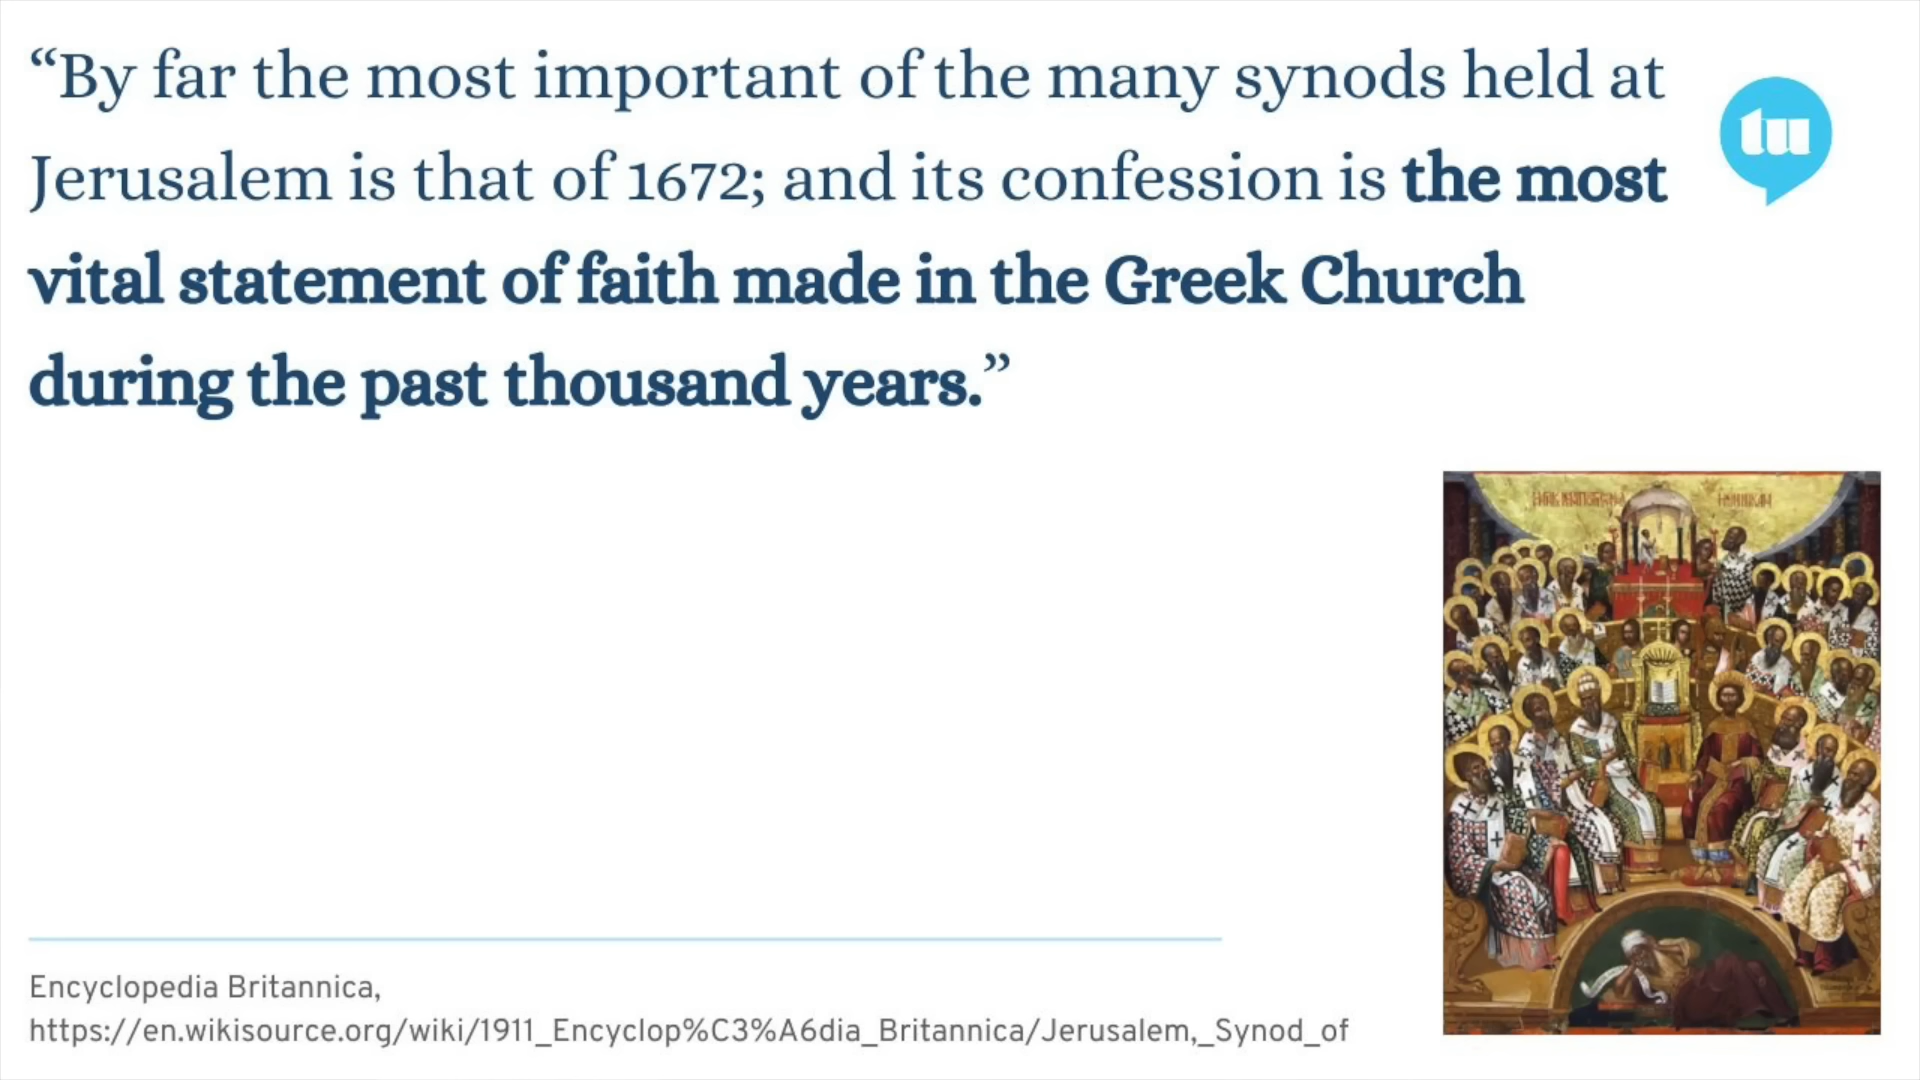 “By far the most important of the many synods held at
Jerusalem is that of 1672; and its confession is the most
vital statement of faith made in the Greek Church
during the past thousand years.”
tu
Encyclopedia Britannica,
https://en.wikisource.org/wiki/1911_Encyclop%C3%A6dia_Britannica/Jerusalem,_Synod_of